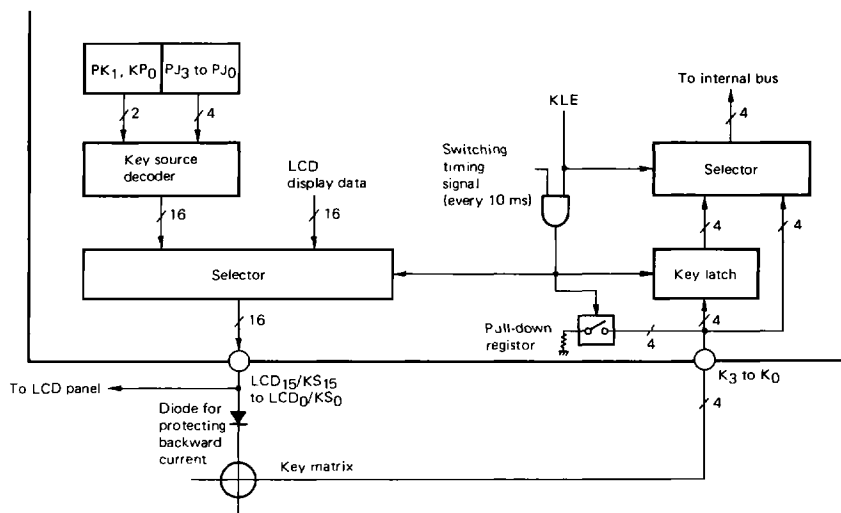 PK1, KP0 PJ3 to PJ0
2
4
Key source
decoder
LCD
display data
16
16
Selector
16
To LCD panel
LCD15/KS15
to LCD0/KS0
Diode for
protecting
backward
current
Key matrix
KLE
Switching
timing
signal
(every 10 ms)
To internal bus
4
Selector
4
4
Key latch
4
Pull-down
register
4
K3 to K0
4